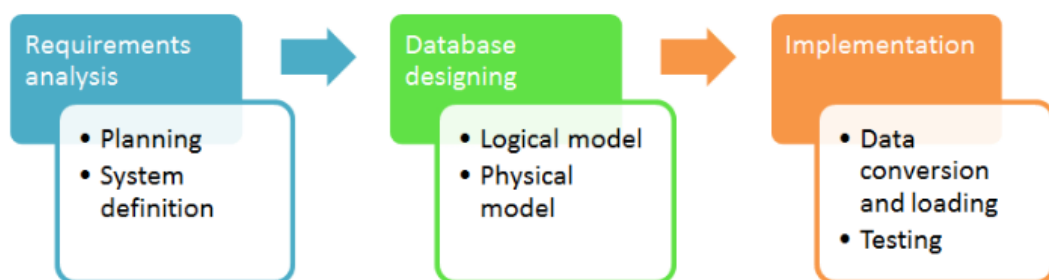 Requirements
analysis
• Planning
• System
definition
Database
designing
• Logical model
• Physical
model
Implementation
• Data
conversion
and loading
• Testing